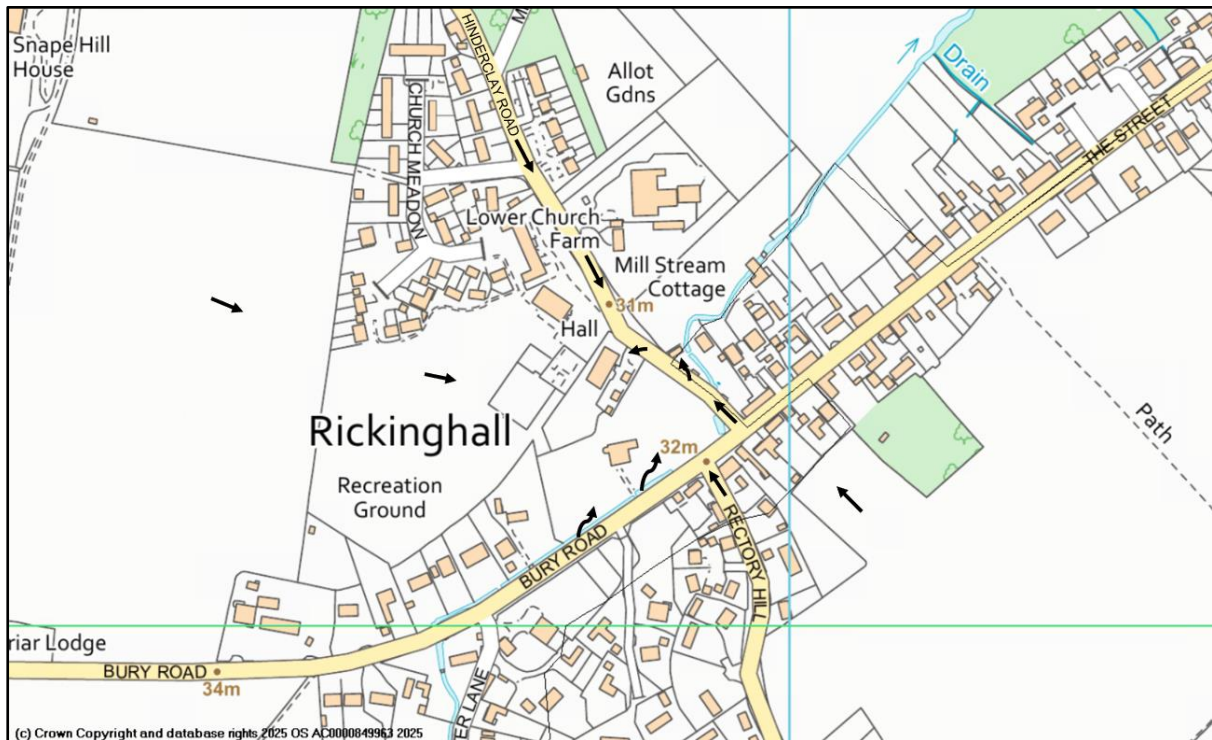 Snape Hill
House
HINDERCLAY ROAD
Allot
Gdns
Drain
THE STREET
CHURCH MEADOW
Lower Church
Farm
Mill Stream
Cottage
31m
Hall
Path
Rickinghall
32m
Recreation
Ground
BURY ROAD
RECTORY HILL
BURY ROAD
34m
(c) Crown Copyright and database rights 2025 OS AC0000849963 2025